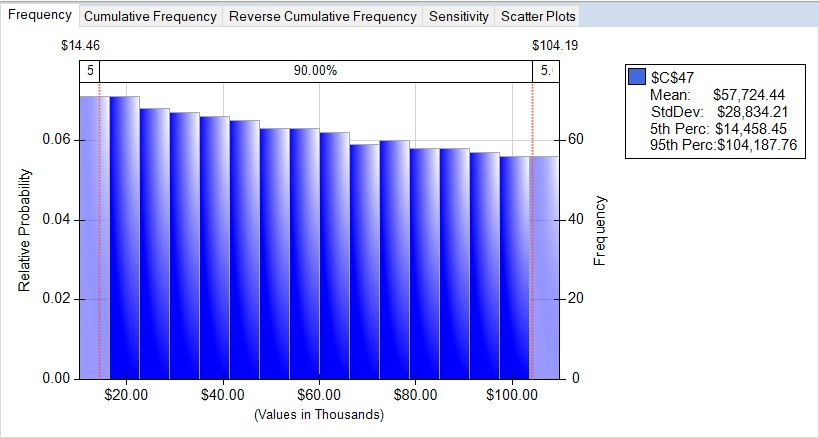 Frequency Cumulative Frequency Reverse Cumulative Frequency Sensitivity Scatter Plots
$14.46 $104.19
5 90.00% 5.
$C$47
Mean: $57,724.44
StdDev: $28,834.21
5th Perc: $14,458.45
95th Perc:$104,187.76
Relative Probability
0.06
0.04
0.02
0.00
60
40
20
0
Frequency
$20.00 $40.00 $60.00 $80.00 $100.00
(Values in Thousands)